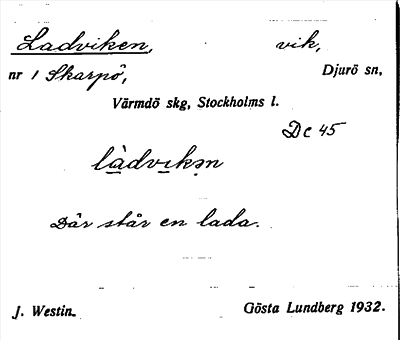 Ladviken, vik,
nr 1 Skarpö, Djurö sn,
Värmdö skg, Stockholms l.
Dc 45
làdvikən
Där står en lada.
J. Westin. Gösta Lundberg 1932.